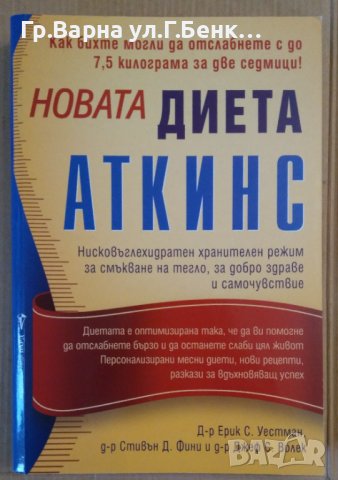 Гр.Варна ул.Г.Бенк...
Как бихте могли да отслабнете с до
7,5 килограма за две седмици!
НОВАТА ДИЕТА
АТКИНС
Нисковъглехидратен хранителен режим
за смъкване на тегло, за добро здраве
и самочувствие
Диетата е оптимизирана така, че да ви помогне
да отслабнете бързо и да останете слаби цял живот
Персонализирани месни диети, нови рецепти,
разкази за вдъхновяващ успех
Д-р Ерик С. Уестман,
д-р Стивън Д. Фини и д-р Джеф С. Волек
bazar